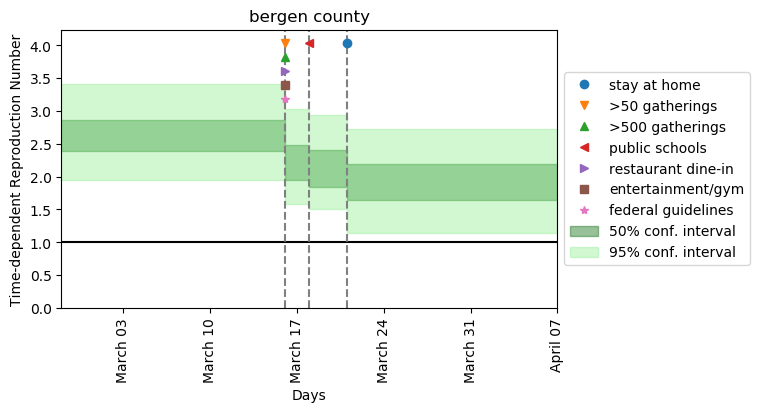 bergen county
Time-dependent Reproduction Number
4.0
3.5
3.0
2.5
2.0
1.5
1.0
0.5
0.0
March 03
March 10
March 17
March 24
March 31
April 07
Days
stay at home
>50 gatherings
>500 gatherings
public schools
restaurant dine-in
entertainment/gym
federal guidelines
50% conf. interval
95% conf. interval